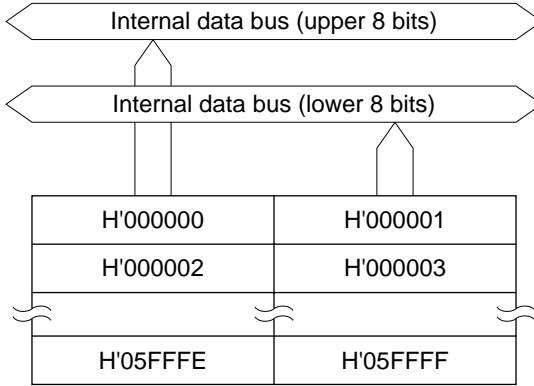 Internal data bus (upper 8 bits)
Internal data bus (lower 8 bits)
H'000000 H'000001
H'000002 H'000003
H'05FFFE H'05FFFF